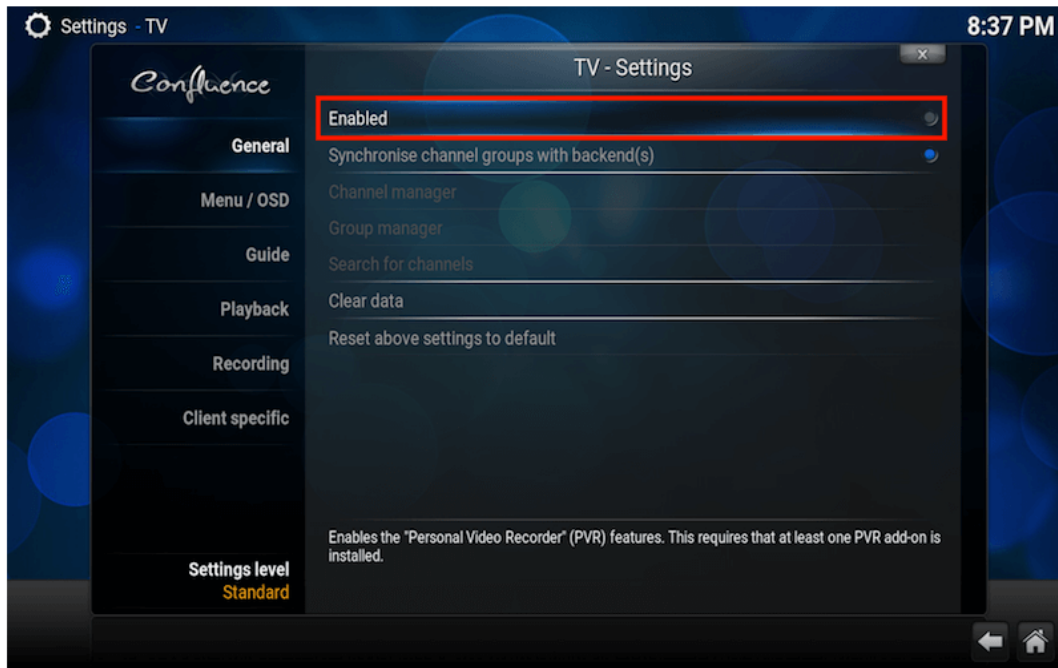 Settings - TV
8:37 PM
Confluence
TV - Settings
x
General
Menu / OSD
Guide
Playback
Recording
Client specific
Settings level
Standard
Enabled
Synchronise channel groups with backend(s)
Channel manager
Group manager
Search for channels
Clear data
Reset above settings to default
Enables the "Personal Video Recorder" (PVR) features. This requires that at least one PVR add-on is
installed.